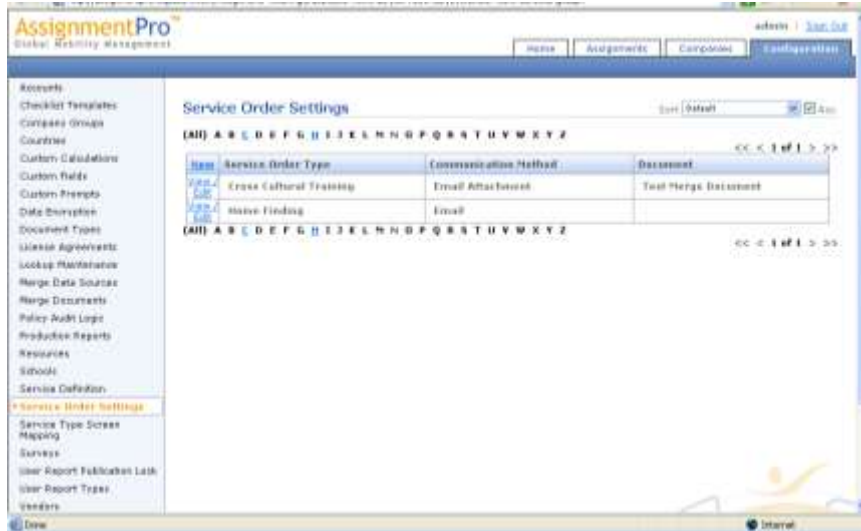 AssignmentPro™
Global Mobility Management
admin | Sign Out
Home Assignments Companies Configuration
Accounts
Checklist Templates
Company Groups
Countries
Custom Calculations
Custom Fields
Custom Prompts
Data Encryption
Document Types
License Agreements
Lookup Maintenance
Merge Data Sources
Merge Documents
Policy Audit Logic
Production Reports
Resources
Schools
Service Definition
Service Order Settings
Service Type Screen
Mapping
Surveys
User Report Publication Lock
User Report Types
Vendors
Service Order Settings
Sort Default Asc
(All) A B C D E F G H I J K L M N O P Q R S T U V W X Y Z
<< < 1 of 1 > >>
New Service Order Type Communication Method Document
View / Edit Cross Cultural Training Email Attachment Test Merge Document
View / Edit Home Finding Email
(All) A B C D E F G H I J K L M N O P Q R S T U V W X Y Z
<< < 1 of 1 > >>
Done Internet